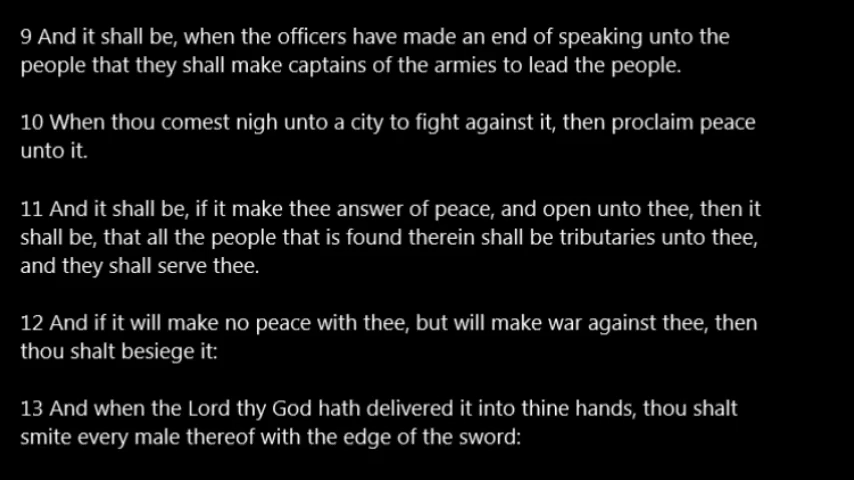 9 And it shall be, when the officers have made an end of speaking unto the
people that they shall make captains of the armies to lead the people.
10 When thou comest nigh unto a city to fight against it, then proclaim peace
unto it.
11 And it shall be, if it make thee answer of peace, and open unto thee, then it
shall be, that all the people that is found therein shall be tributaries unto thee,
and they shall serve thee.
12 And if it will make no peace with thee, but will make war against thee, then
thou shalt besiege it:
13 And when the Lord thy God hath delivered it into thine hands, thou shalt
smite every male thereof with the edge of the sword: